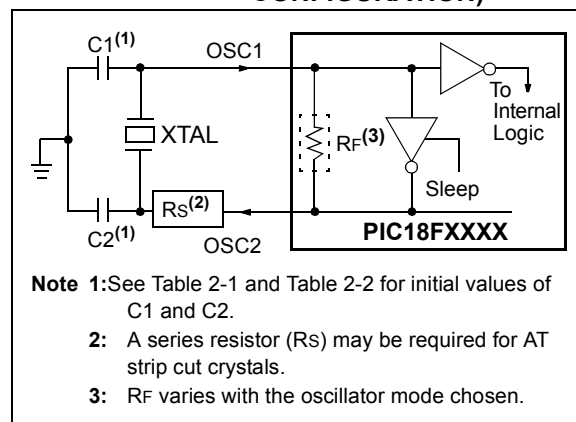 CONFIGURATION)
C1(1)
OSC1
To
Internal
Logic
XTAL
RF(3)
Sleep
RS(2)
C2(1)
OSC2
PIC18FXXXX
Note 1:See Table 2-1 and Table 2-2 for initial values of
C1 and C2.
2: A series resistor (RS) may be required for AT
strip cut crystals.
3: RF varies with the oscillator mode chosen.